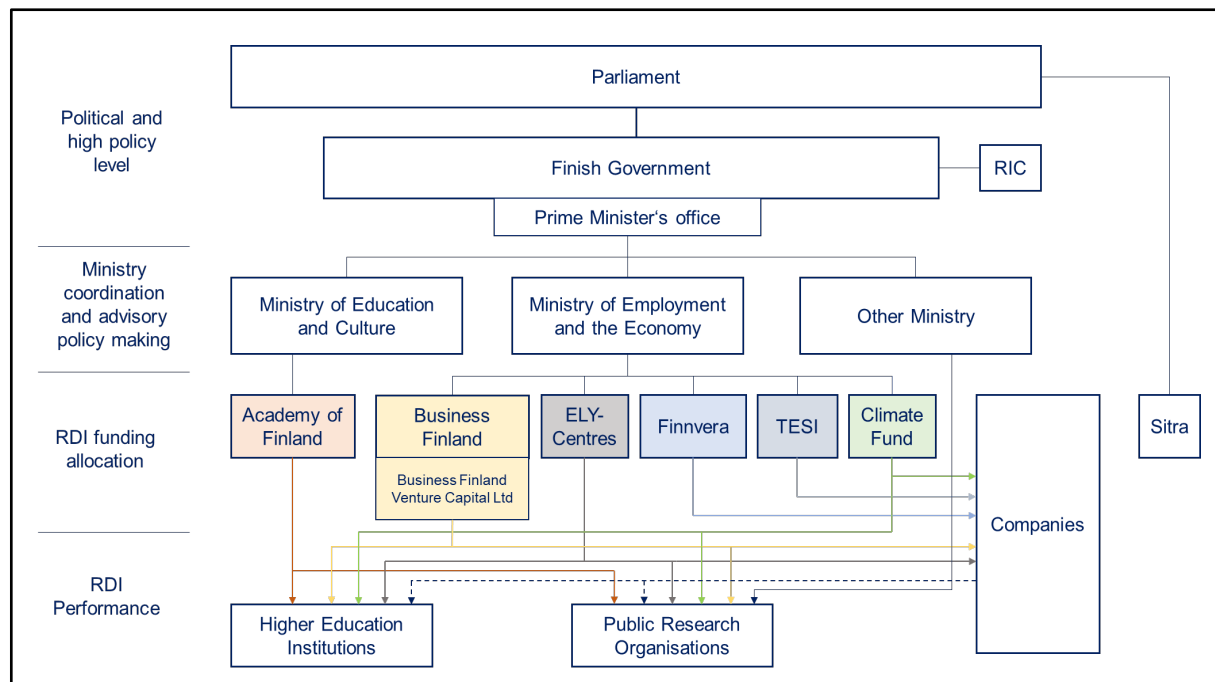 Parliament
Political and
high policy
level
Finish Government
RIC
Prime Minister‘s office
Ministry
coordination
and advisory
policy making
Ministry of Education
and Culture
Ministry of Employment
and the Economy
Other Ministry
RDI funding
allocation
Academy of
Finland
Business
Finland
Business Finland
Venture Capital Ltd
ELY-
Centres
Finnvera
TESI
Climate
Fund
Companies
Sitra
RDI
Performance
Higher Education
Institutions
Public Research
Organisations